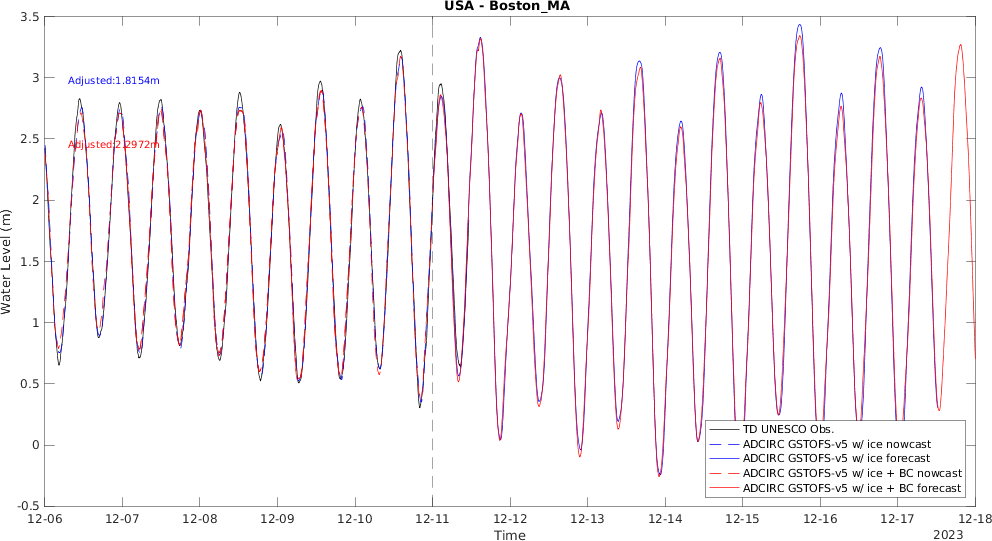 USA - Boston_MA
Adjusted:1.8154m
Adjusted:2.2972m
Water Level (m)
3.5
3
2.5
2
1.5
1
0.5
0
-0.5
TD UNESCO Obs.
ADCIRC GSTOFS-v5 w/ ice nowcast
ADCIRC GSTOFS-v5 w/ ice forecast
ADCIRC GSTOFS-v5 w/ ice + BC nowcast
ADCIRC GSTOFS-v5 w/ ice + BC forecast
12-06 12-07 12-08 12-09 12-10 12-11 12-12 12-13 12-14 12-15 12-16 12-17 12-18
Time
2023